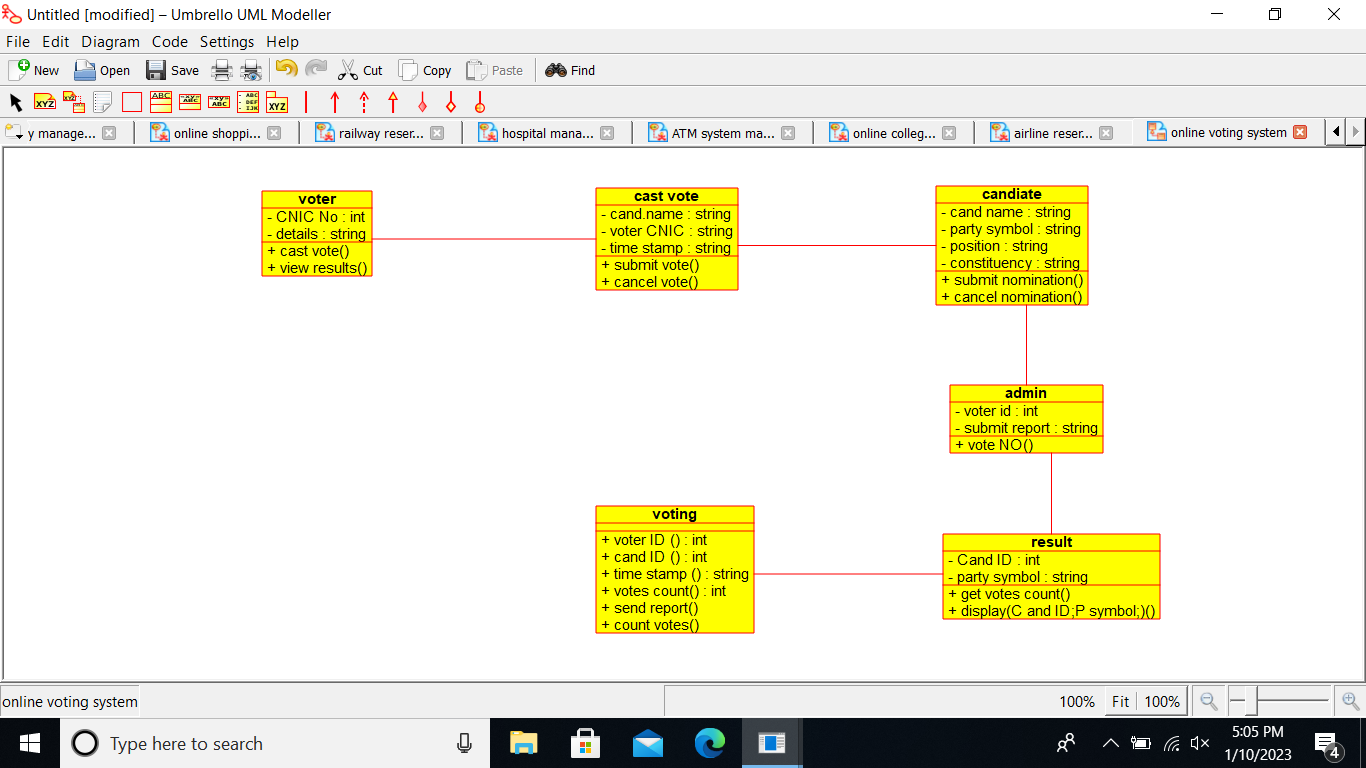 Untitled [modified] – Umbrello UML Modeller
File Edit Diagram Code Settings Help
New Open Save Cut Copy Paste Find
XYZ XYZ ABC -xy= ABC -xy= ABC - ABC - DEF - IJK XYZ
y manage... online shoppi... railway reser... hospital mana... ATM system ma... online colleg... airline reser... online voting system
voter
- CNIC No : int
- details : string
+ cast vote()
+ view results()
cast vote
- cand.name : string
- voter CNIC : string
- time stamp : string
+ submit vote()
+ cancel vote()
candiate
- cand name : string
- party symbol : string
- position : string
- constituency : string
+ submit nomination()
+ cancel nomination()
admin
- voter id : int
- submit report : string
+ vote NO()
voting
+ voter ID () : int
+ cand ID () : int
+ time stamp () : string
+ votes count() : int
+ send report()
+ count votes()
result
- Cand ID : int
- party symbol : string
+ get votes count()
+ display(C and ID;P symbol;)()
online voting system 100% Fit 100%
Type here to search
5:05 PM
1/10/2023
4